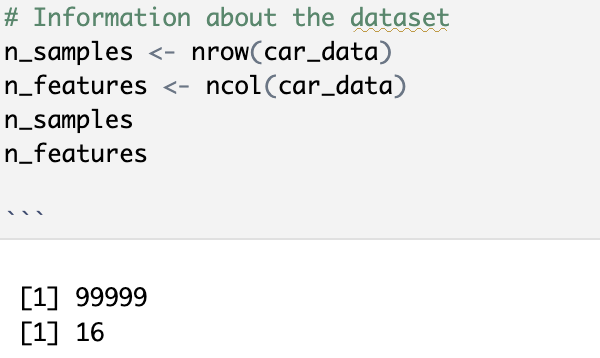 # Information about the dataset
n_samples <- nrow(car_data)
n_features <- ncol(car_data)
n_samples
n_features
```
[1] 99999
[1] 16